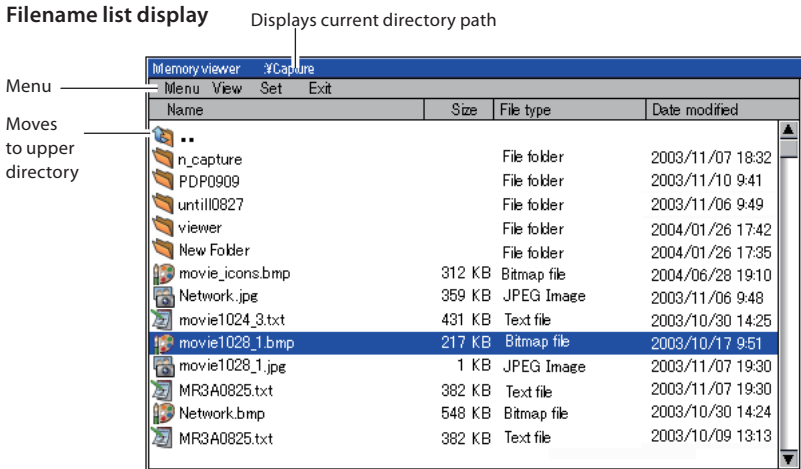 Filename list display
Displays current directory path
Memory viewer :¥Capture
Menu
Menu View Set Exit
Name Size File type Date modified
Moves
to upper
directory
..
n_capture File folder 2003/11/07 18:32
PDP0909 File folder 2003/11/10 9:41
untill0827 File folder 2003/11/06 9:49
viewer File folder 2004/01/26 17:42
New Folder File folder 2004/01/26 17:35
movie_icons.bmp 312 KB Bitmap file 2004/06/28 19:10
Network.jpg 359 KB JPEG Image 2003/11/06 9:48
movie1024_3.txt 431 KB Text file 2003/10/30 14:25
movie1028_1.bmp 217 KB Bitmap file 2003/10/17 9:51
movie1028_1.jpg 1 KB JPEG Image 2003/11/07 19:30
MR3A0825.txt 382 KB Text file 2003/11/07 19:30
Network.bmp 548 KB Bitmap file 2003/10/30 14:24
MR3A0825.txt 382 KB Text file 2003/10/09 13:13